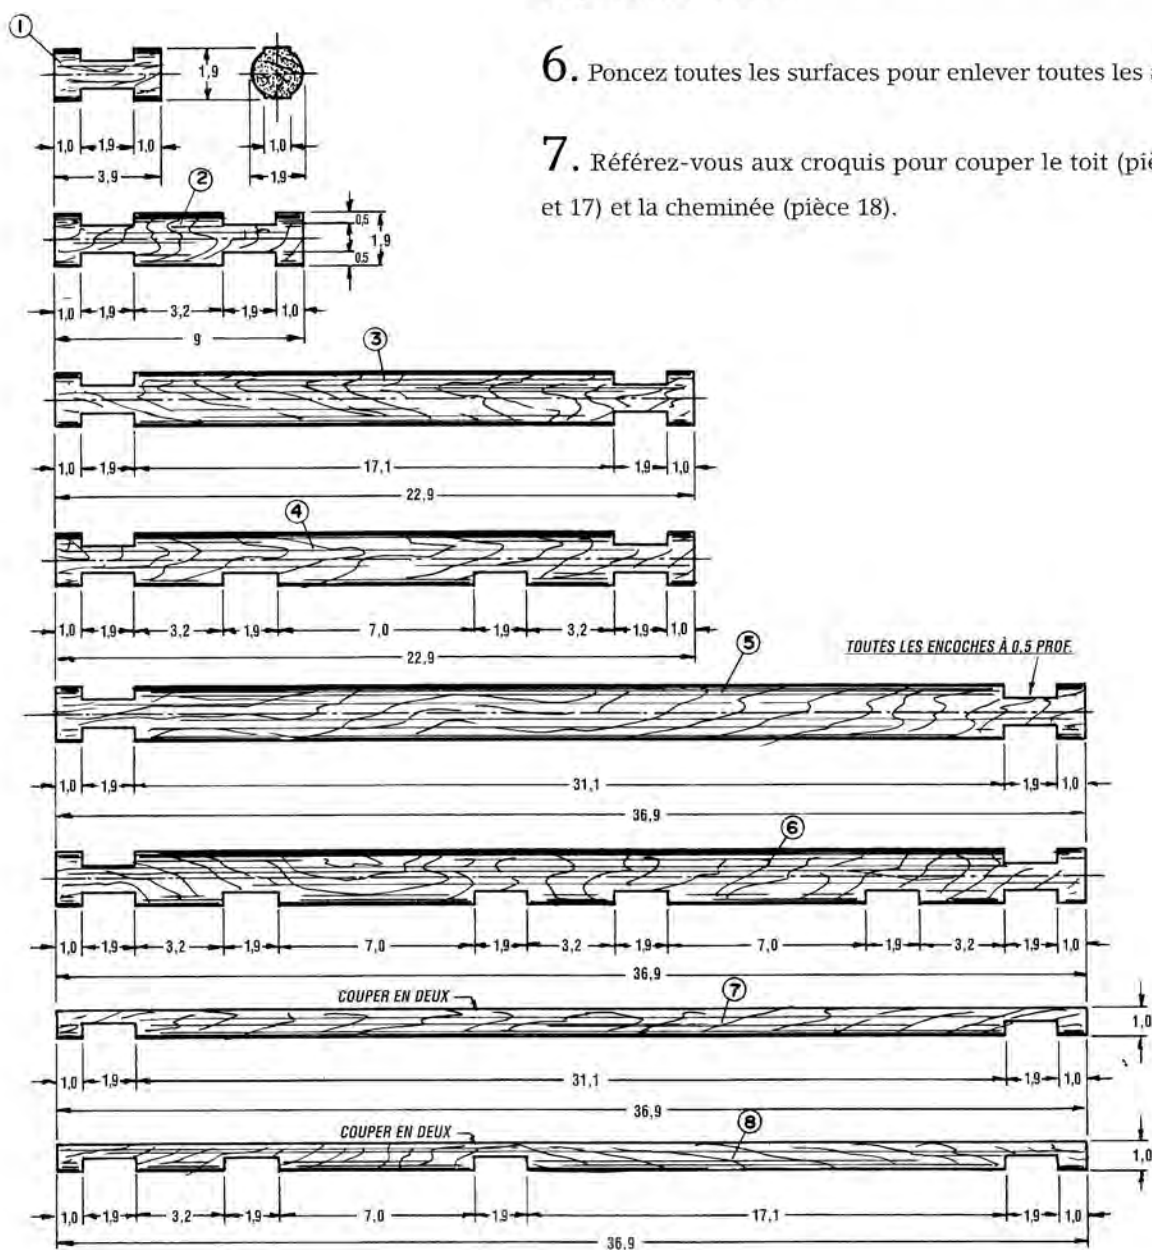 6. Poncez toutes les surfaces pour enlever toutes les
7. Référez-vous aux croquis pour couper le toit
et 17) et la cheminée (pièce 18).
1
1,9
1,0 1,9 1,0 1,0
3,9 1,9
2
0,5
1,9
0,5
1,0 1,9 3,2 1,9 1,0
9
3
1,0 1,9 17,1 1,9 1,0
22,9
4
1,0 1,9 3,2 1,9 7,0 1,9 3,2 1,9 1,0
22,9
5
TOUTES LES ENCOCHES À 0,5 PROF.
1,0 1,9 31,1 1,9 1,0
36,9
6
1,0 1,9 3,2 1,9 7,0 1,9 3,2 1,9 7,0 1,9 3,2 1,9 1,0
36,9
COUPER EN DEUX 7
1,0
1,0 1,9 31,1 1,9 1,0
36,9
COUPER EN DEUX 8
1,0
1,0 1,9 3,2 1,9 7,0 1,9 17,1 1,9 1,0
36,9